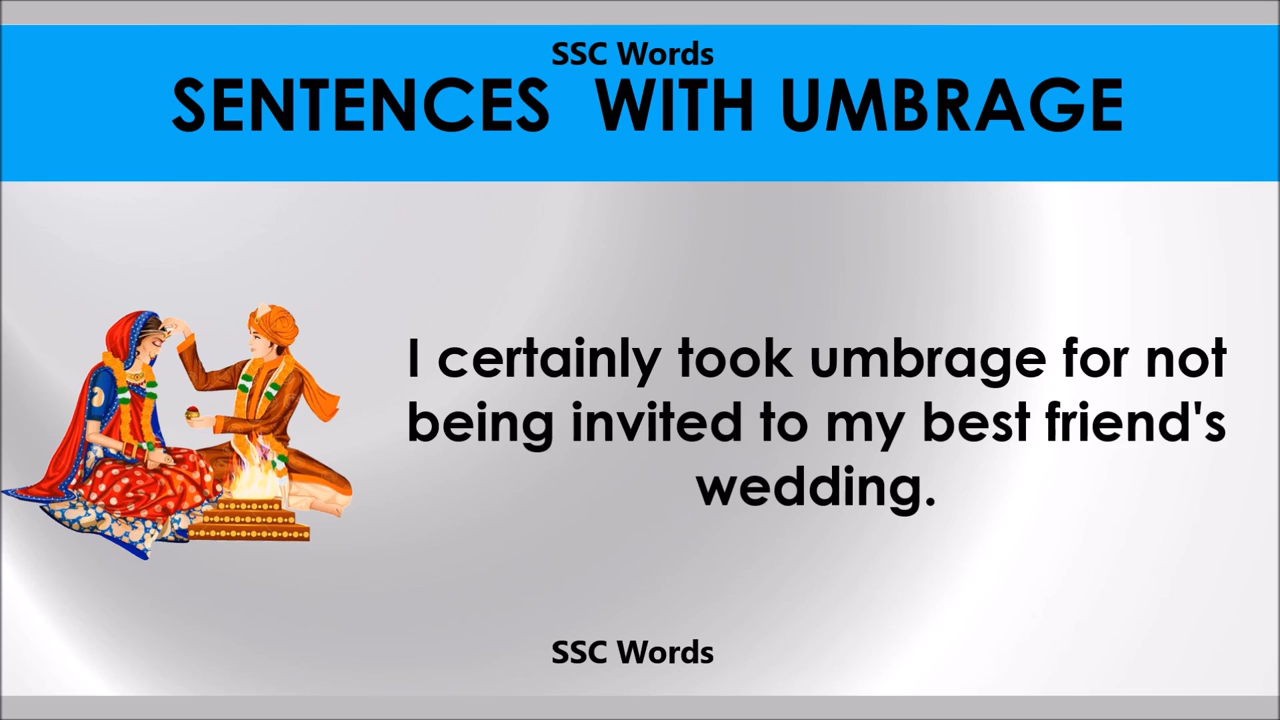 SSC Words
SENTENCES WITH UMBRAGE
I certainly took umbrage for not
being invited to my best friend's
wedding.
SSC Words